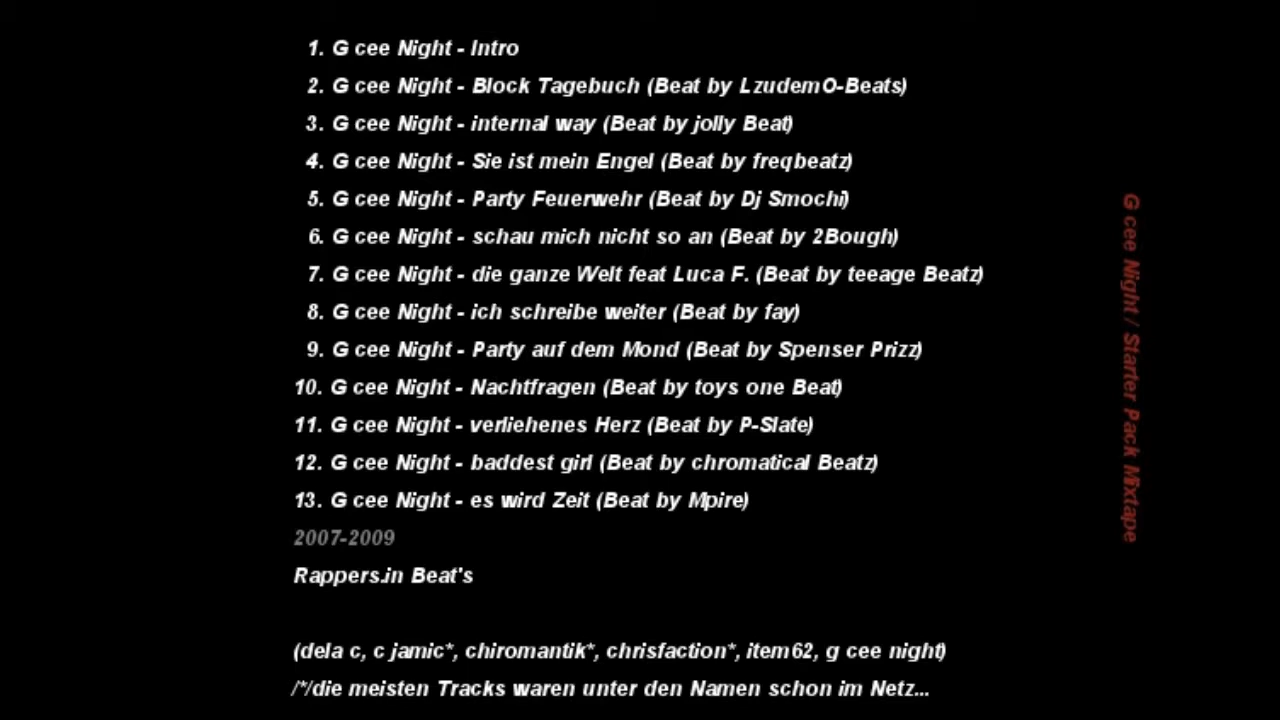 1. G cee Night - Intro
2. G cee Night - Block Tagebuch (Beat by LzudemO-Beats)
3. G cee Night - internal way (Beat by jolly Beat)
4. G cee Night - Sie ist mein Engel (Beat by freqbeatz)
5. G cee Night - Party Feuerwehr (Beat by Dj Smochi)
6. G cee Night - schau mich nicht so an (Beat by 2Bough)
7. G cee Night - die ganze Welt feat Luca F. (Beat by teeage Beatz)
8. G cee Night - ich schreibe weiter (Beat by fay)
9. G cee Night - Party auf dem Mond (Beat by Spenser Prizz)
10. G cee Night - Nachtfragen (Beat by toys one Beat)
11. G cee Night - verliehenes Herz (Beat by P-Slate)
12. G cee Night - baddest girl (Beat by chromatical Beatz)
13. G cee Night - es wird Zeit (Beat by Mpire)
2007-2009
Rappers.in Beat's
(dela c, c jamic*, chiromantik*, chrisfaction*, item62, g cee night)
/*/die meisten Tracks waren unter den Namen schon im Netz...
G cee Night / Starter Pack Mixtape